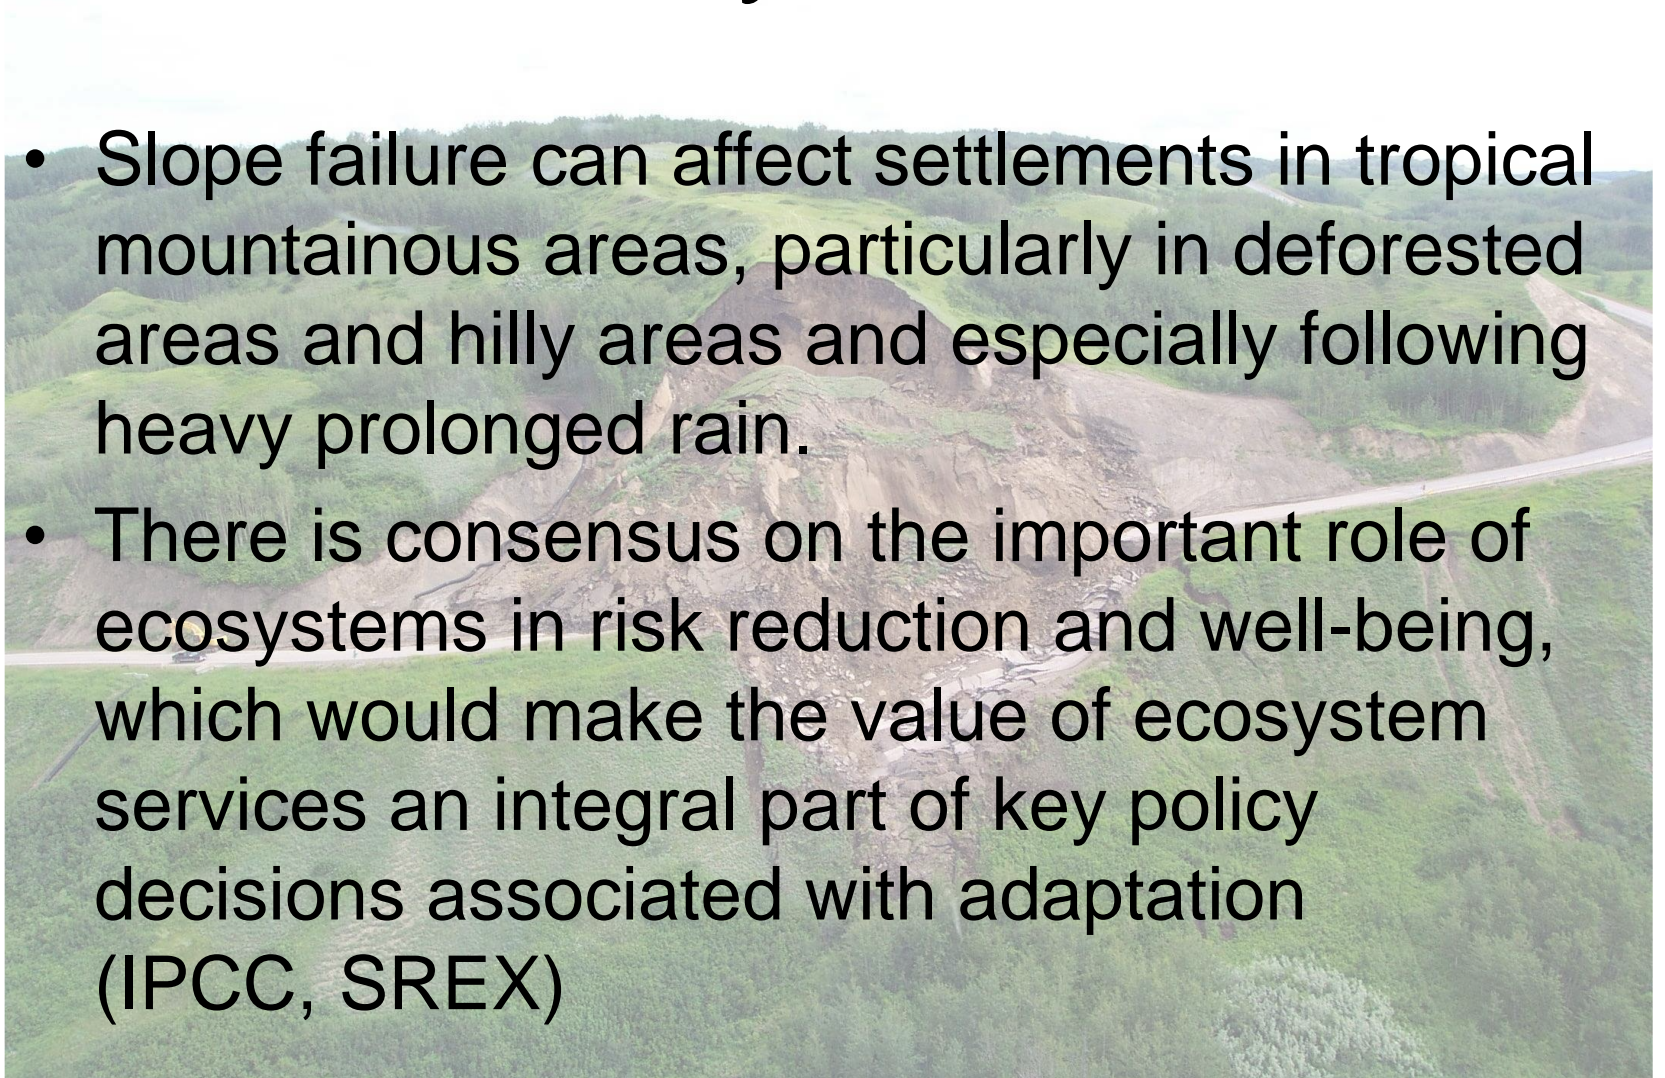 • Slope failure can affect settlements in tropical
mountainous areas, particularly in deforested
areas and hilly areas and especially following
heavy prolonged rain.
• There is consensus on the important role of
ecosystems in risk reduction and well-being,
which would make the value of ecosystem
services an integral part of key policy
decisions associated with adaptation
(IPCC, SREX)